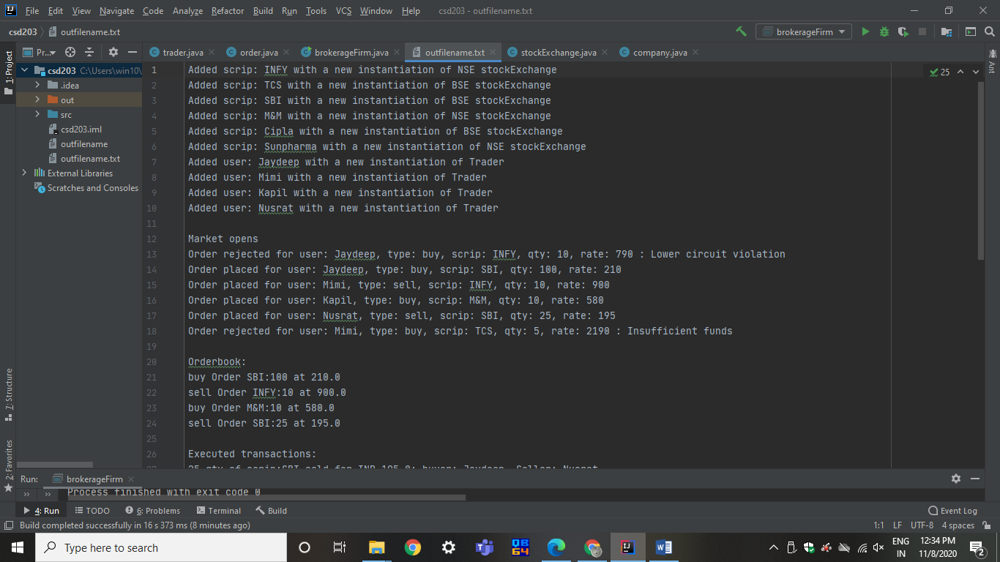 File Edit View Navigate Code Analyze Refactor Build Run Tools VCS Window Help csd203 - outfilename.txt
csd203 outfilename.txt brokerageFirm
1: Project
Pr... trader.java order.java brokerageFirm.java outfilename.txt stockExchange.java company.java
Ant
csd203 C:\Users\win10\
.idea
out
src
csd203.iml
outfilename
outfilename.txt
External Libraries
Scratches and Consoles
25
1 Added scrip: INFY with a new instantiation of NSE stockExchange
2 Added scrip: TCS with a new instantiation of BSE stockExchange
3 Added scrip: SBI with a new instantiation of BSE stockExchange
4 Added scrip: M&M with a new instantiation of NSE stockExchange
5 Added scrip: Cipla with a new instantiation of BSE stockExchange
6 Added scrip: Sunpharma with a new instantiation of NSE stockExchange
7 Added user: Jaydeep with a new instantiation of Trader
8 Added user: Mimi with a new instantiation of Trader
9 Added user: Kapil with a new instantiation of Trader
10 Added user: Nusrat with a new instantiation of Trader
11
12 Market opens
13 Order rejected for user: Jaydeep, type: buy, scrip: INFY, qty: 10, rate: 790 : Lower circuit violation
14 Order placed for user: Jaydeep, type: buy, scrip: SBI, qty: 100, rate: 210
15 Order placed for user: Mimi, type: sell, scrip: INFY, qty: 10, rate: 900
16 Order placed for user: Kapil, type: buy, scrip: M&M, qty: 10, rate: 580
17 Order placed for user: Nusrat, type: sell, scrip: SBI, qty: 25, rate: 195
18 Order rejected for user: Mimi, type: buy, scrip: TCS, qty: 5, rate: 2190 : Insufficient funds
19
20 Orderbook:
21 buy Order SBI:100 at 210.0
22 sell Order INFY:10 at 900.0
23 buy Order M&M:10 at 580.0
24 sell Order SBI:25 at 195.0
25
26 Executed transactions:
27 25 qty of scrip:SBI sold for INR 195.0; buyer: Jaydeep, Seller: Nusrat
7: Structure
2: Favorites
Run: brokerageFirm
Process finished with exit code 0
4: Run TODO 6: Problems Terminal Build Event Log
Build completed successfully in 16 s 373 ms (8 minutes ago) 1:1 LF UTF-8 4 spaces
Type here to search
QB
64
ENG
IN
12:34 PM
11/8/2020
2